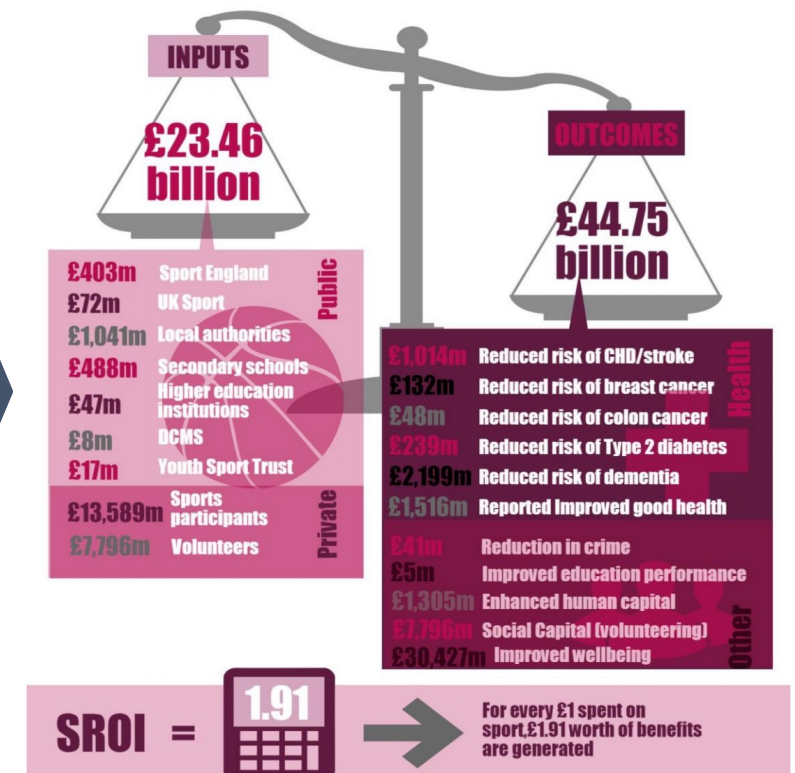 INPUTS
£23.46
billion
OUTCOMES
£44.75
billion
Public
£403m Sport England
£72m UK Sport
£1,041m Local authorities
£488m Secondary schools
£47m Higher education
institutions
£8m DCMS
£17m Youth Sport Trust
Private
£13,589m Sports
participants
£7,796m Volunteers
Health
£1,014m Reduced risk of CHD/stroke
£132m Reduced risk of breast cancer
£48m Reduced risk of colon cancer
£239m Reduced risk of Type 2 diabetes
£2,199m Reduced risk of dementia
£1,516m Reported Improved good health
Other
£41m Reduction in crime
£5m Improved education performance
£1,305m Enhanced human capital
£7,796m Social Capital (volunteering)
£30,427m Improved wellbeing
SROI = 1.91
For every £1 spent on
sport,£1.91 worth of benefits
are generated